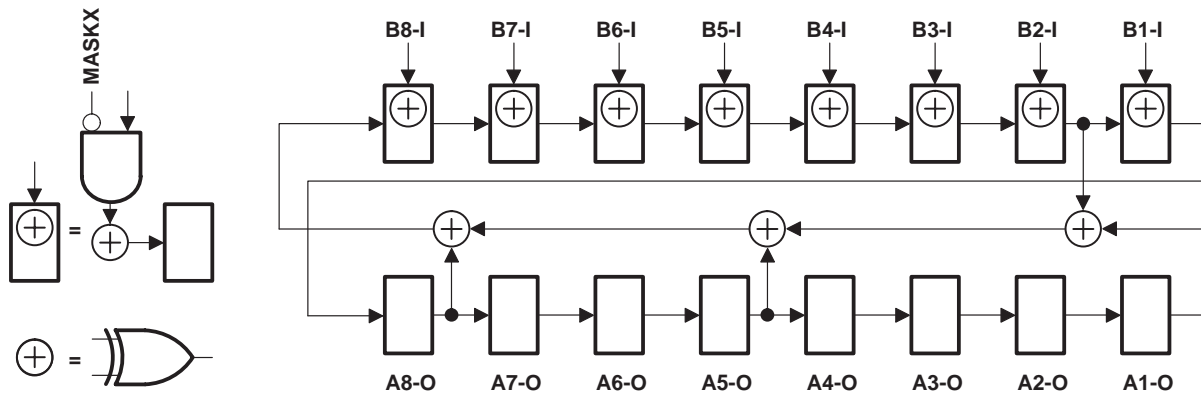 MASKX
=
=
B8-I B7-I B6-I B5-I B4-I B3-I B2-I B1-I
A8-O A7-O A6-O A5-O A4-O A3-O A2-O A1-O